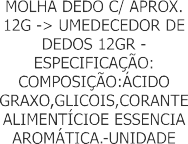 MOLHA DEDO C/ APROX.
12G -> UMEDECEDOR DE
DEDOS 12GR -
ESPECIFICAÇÃO:
COMPOSIÇÃO:ÁCIDO
GRAXO,GLICOIS,CORANTE
ALIMENTÍCIOE ESSENCIA
AROMÁTICA.-UNIDADE